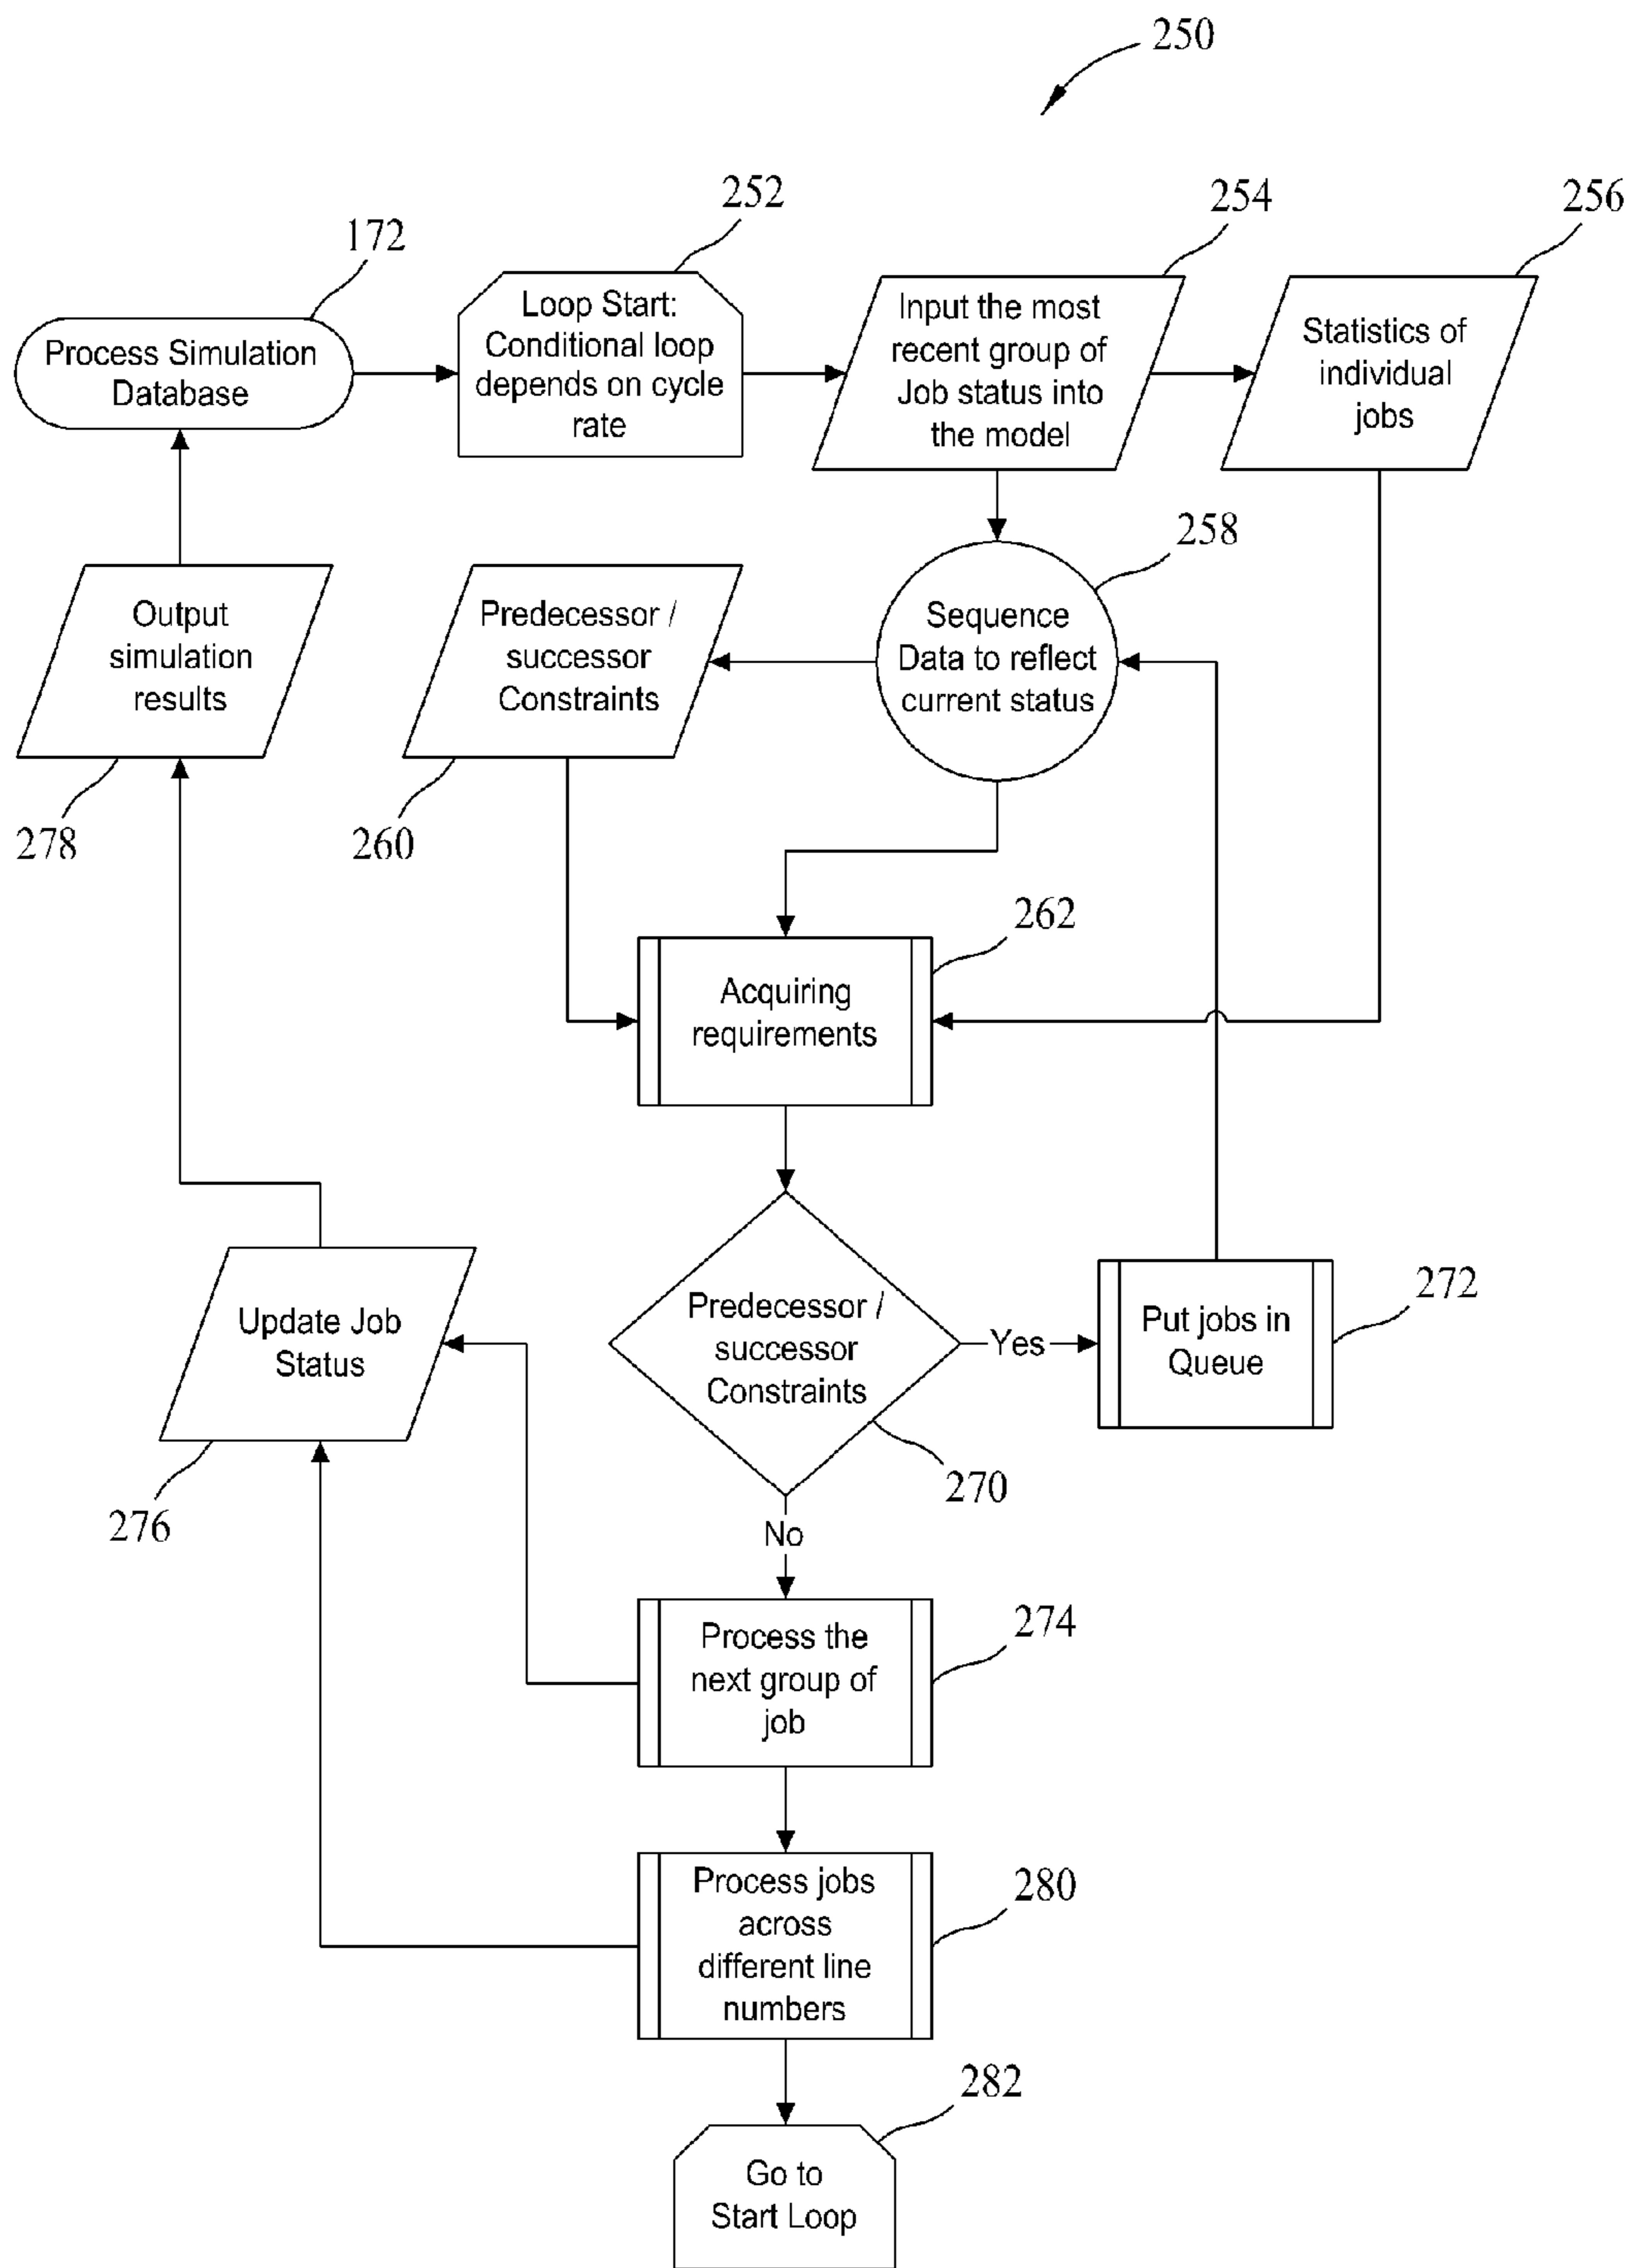 250
252
254
256
172
Process Simulation
Database
Loop Start:
Conditional loop
depends on cycle
rate
Input the most
recent group of
Job status into
the model
Statistics of
individual
jobs
258
Output
simulation
results
Predecessor /
successor
Constraints
Sequence
Data to reflect
current status
278
260
262
Acquiring
requirements
Update Job
Status
Predecessor /
successor
Constraints
Yes
Put jobs in
Queue
272
276
270
No
Process the
next group of
job
274
Process jobs
across
different line
numbers
280
282
Go to
Start Loop